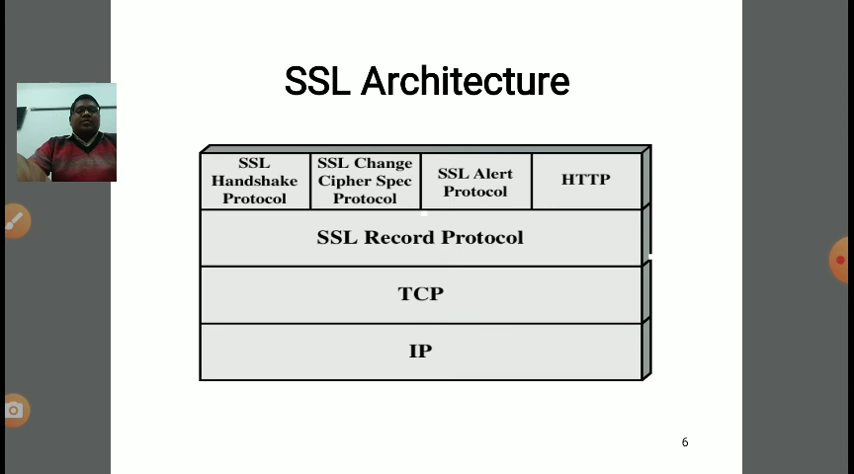 SSL Architecture
SSL
Handshake
Protocol
SSL Change
Cipher Spec
Protocol
SSL Alert
Protocol
HTTP
SSL Record Protocol
TCP
IP
6